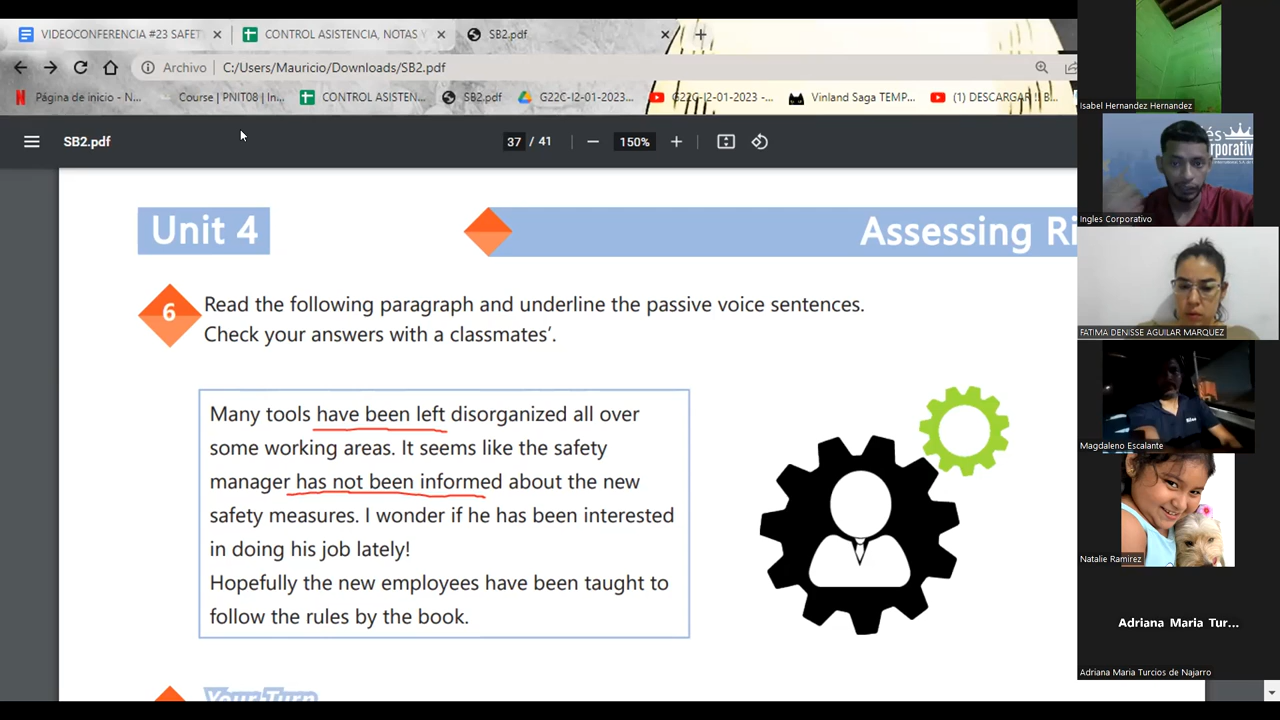 VIDEOCONFERENCIA #23 SAFET
CONTROL ASISTENCIA, NOTAS Y
SB2.pdf
Archivo
C:/Users/Mauricio/Downloads/SB2.pdf
Página de inicio - N...
Course | PNIT08 | In...
CONTROL ASISTEN...
SB2.pdf
G22C-I2-01-2023...
G22C-I2-01-2023 -...
Vinland Saga TEMP...
(1) DESCARGAR !! B...
SB2.pdf
37 / 41
150%
Unit 4
Assessing Ri
6
Read the following paragraph and underline the passive voice sentences.
Check your answers with a classmates’.
Many tools have been left disorganized all over
some working areas. It seems like the safety
manager has not been informed about the new
safety measures. I wonder if he has been interested
in doing his job lately!
Hopefully the new employees have been taught to
follow the rules by the book.
Your Turn
Isabel Hernandez Hernandez
Ingles Corporativo
FATIMA DENISSE AGUILAR MARQUEZ
Magdaleno Escalante
Natalie Ramirez
Adriana Maria Tur...
Adriana Maria Turcios de Najarro